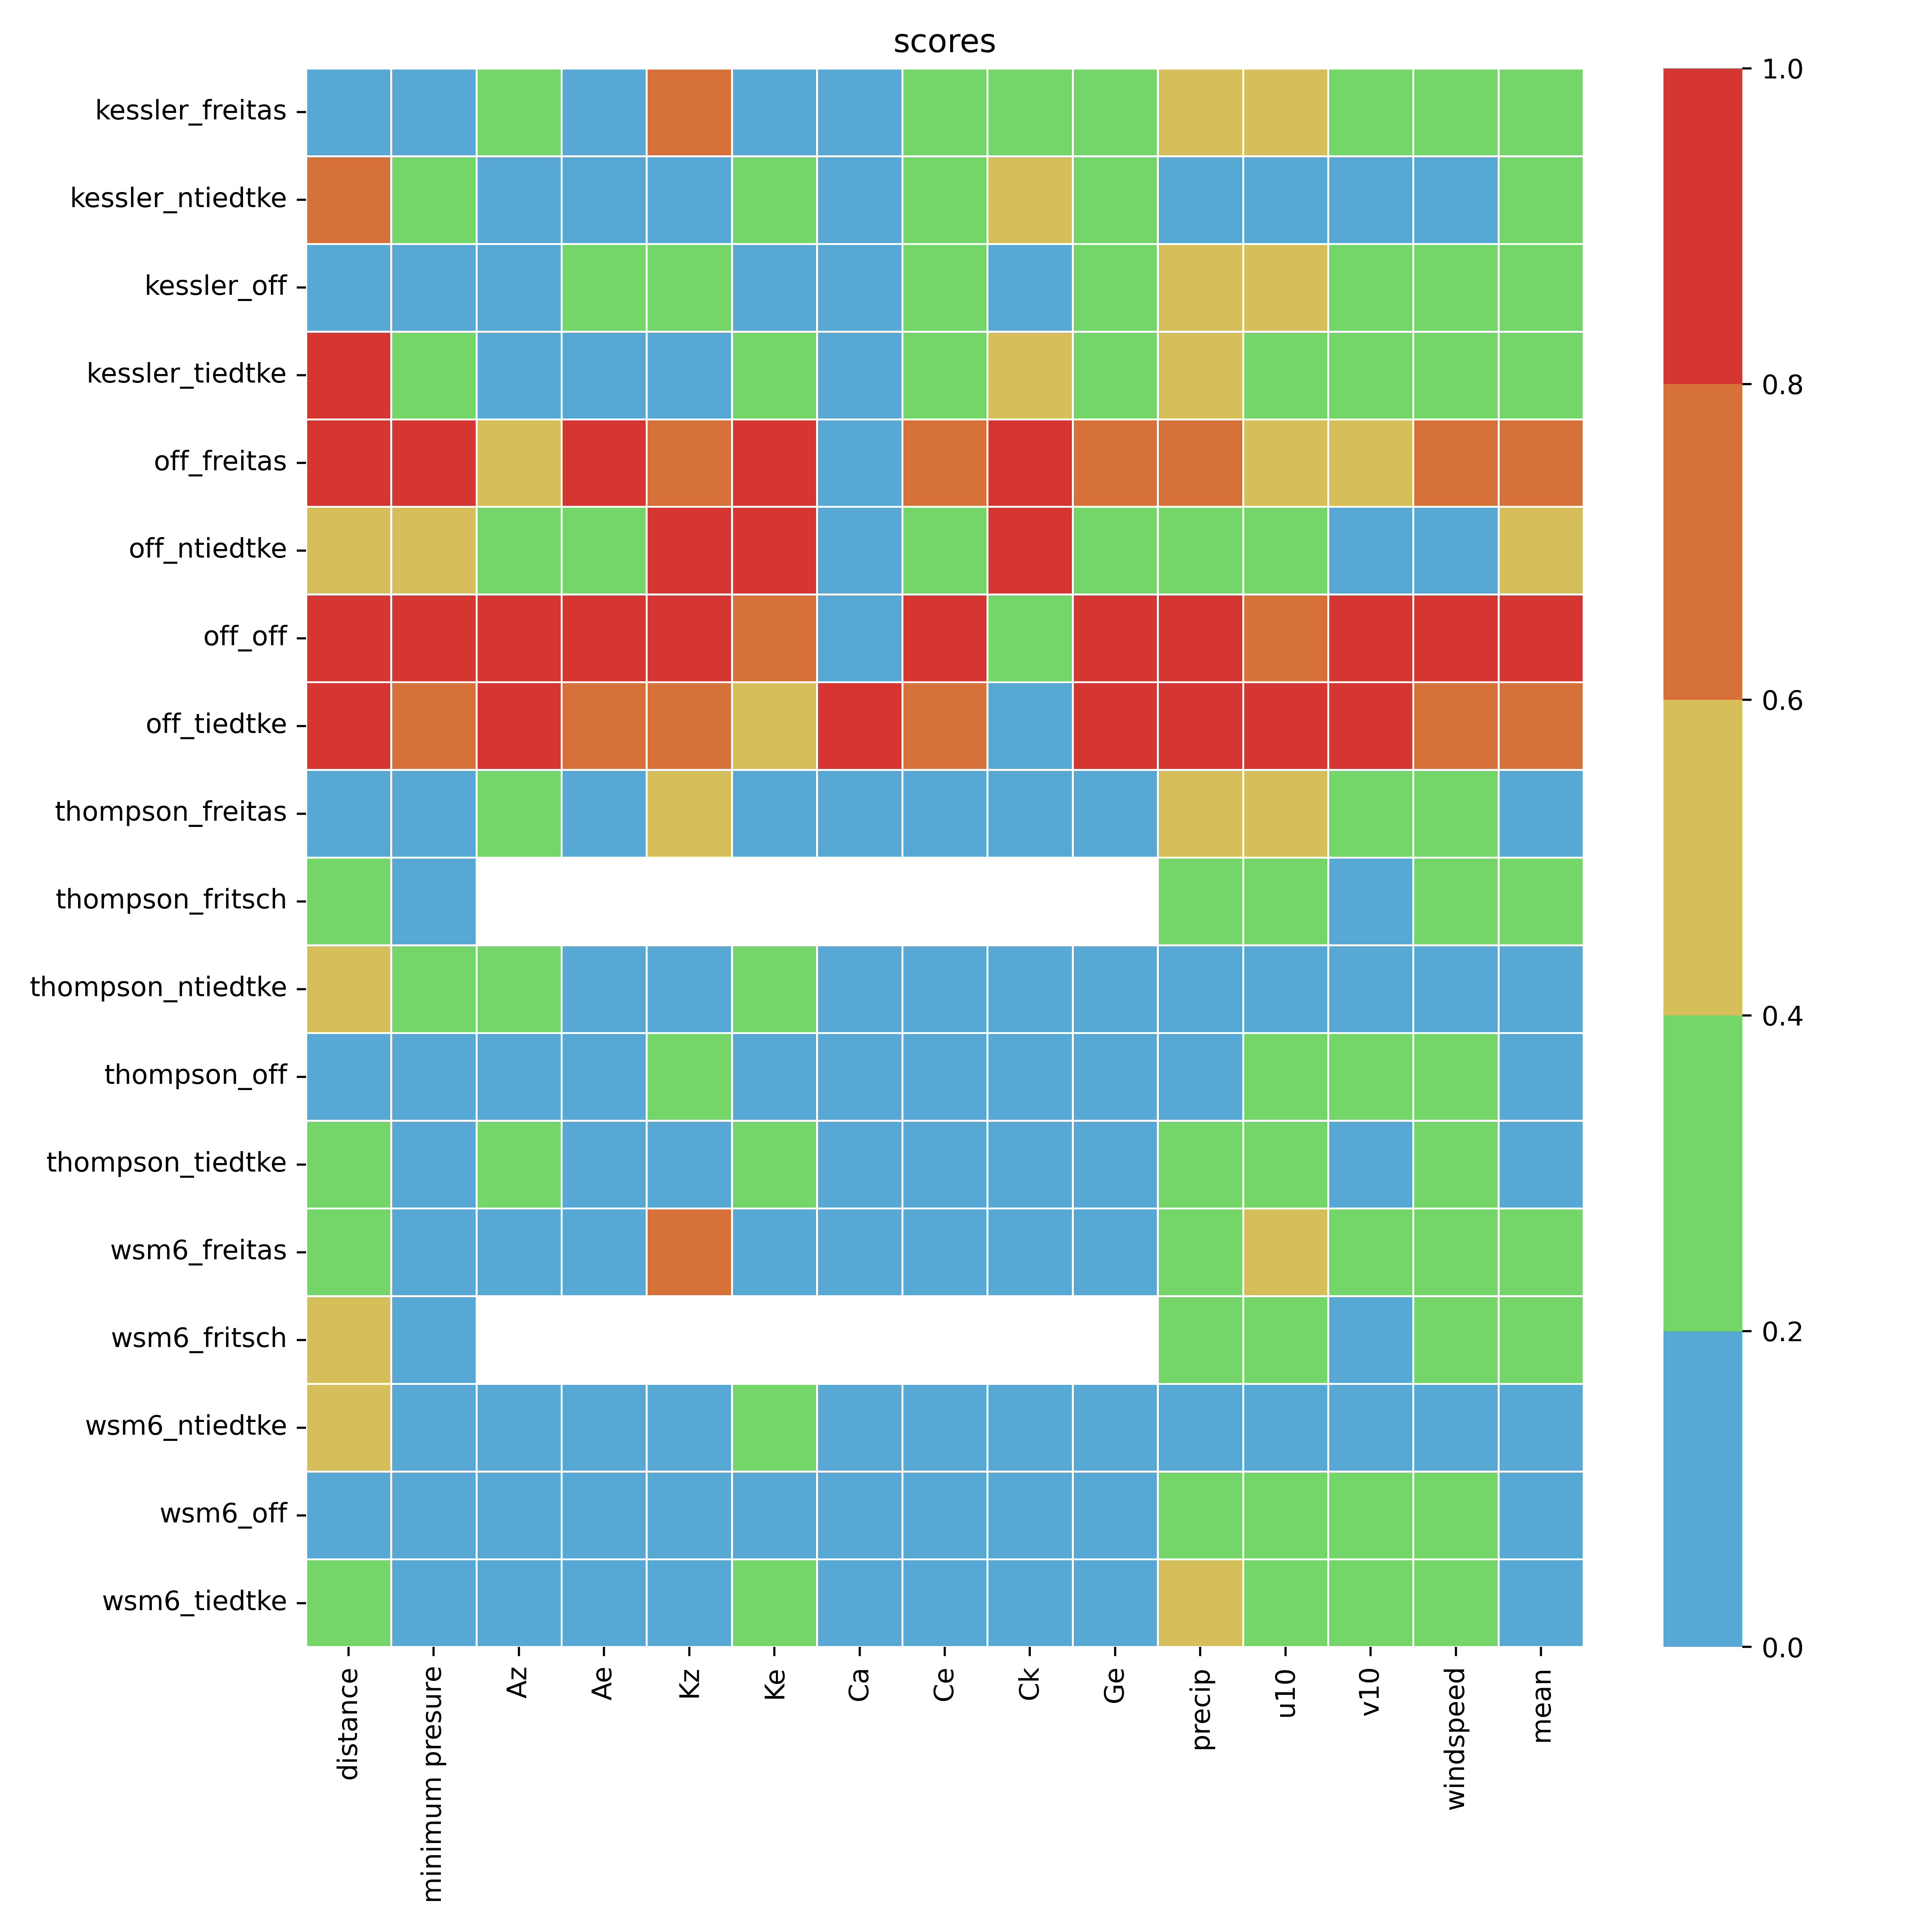 scores
kessler_freitas
kessler_ntiedtke
kessler_off
kessler_tiedtke
off_freitas
off_ntiedtke
off_off
off_tiedtke
thompson_freitas
thompson_fritsch
thompson_ntiedtke
thompson_off
thompson_tiedtke
wsm6_freitas
wsm6_fritsch
wsm6_ntiedtke
wsm6_off
wsm6_tiedtke
distance
minimum presure
Az
Ae
Kz
Ke
Ca
Ce
Ck
Ge
precip
u10
v10
windspeed
mean
1.0
0.8
0.6
0.4
0.2
0.0